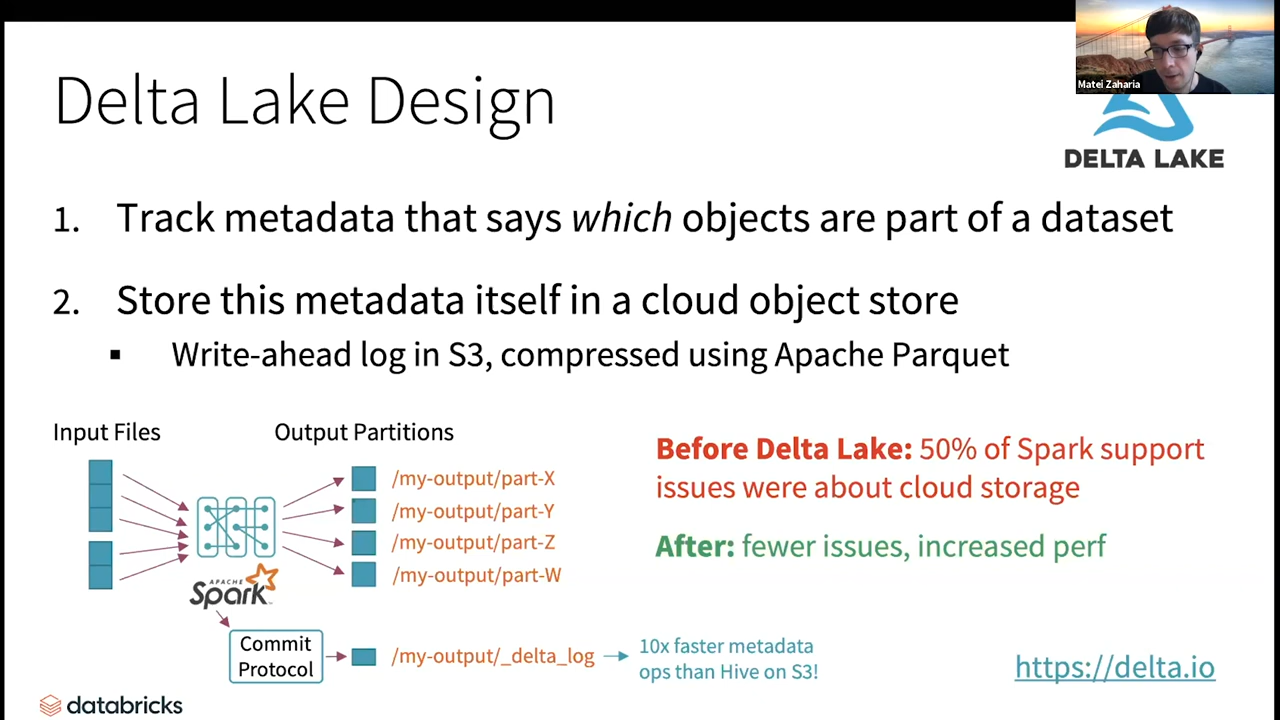 Matei Zaharia
Delta Lake Design
DELTA LAKE
1. Track metadata that says which objects are part of a dataset
2. Store this metadata itself in a cloud object store
▪ Write-ahead log in S3, compressed using Apache Parquet
Input Files
Output Partitions
/my-output/part-X
/my-output/part-Y
/my-output/part-Z
/my-output/part-W
APACHE
Spark
Commit
Protocol
/my-output/_delta_log
10x faster metadata
ops than Hive on S3!
Before Delta Lake: 50% of Spark support
issues were about cloud storage
After: fewer issues, increased perf
https://delta.io
databricks